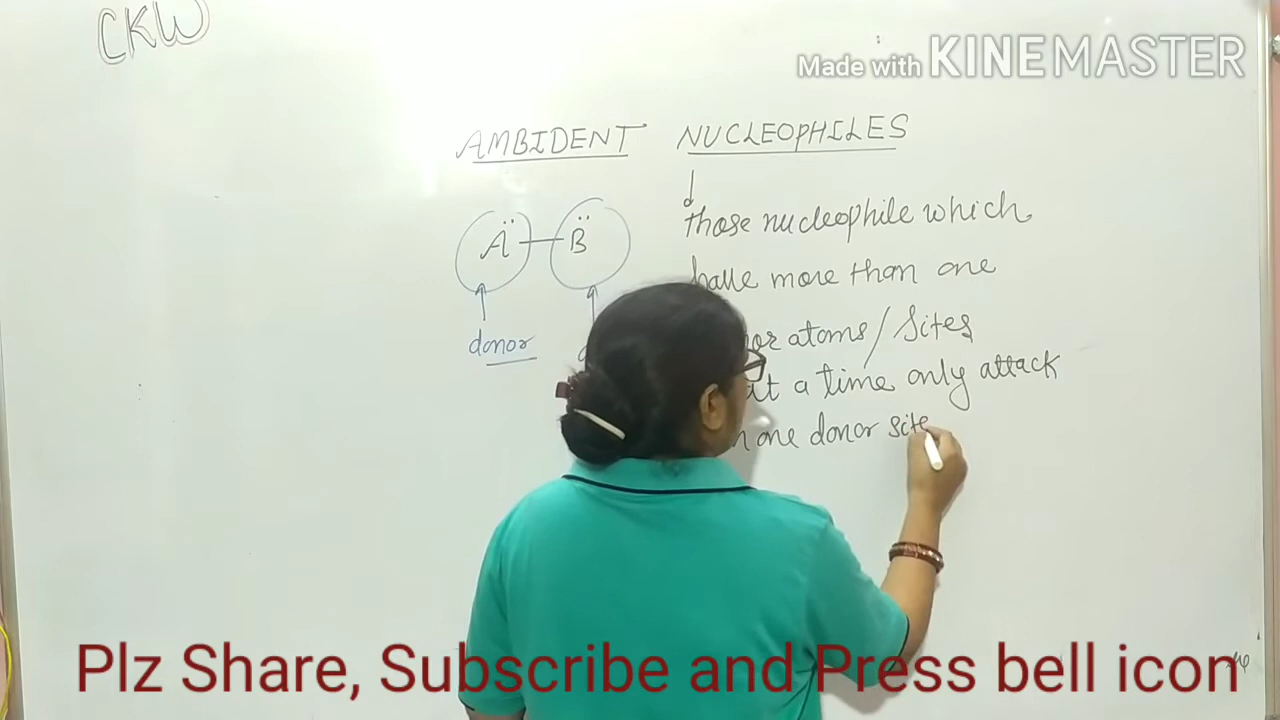 CKW
Made with KINEMASTER
AMBIDENT NUCLEOPHILES
Ä — B̈
those nucleophile which
have more than one
atoms/sites
at a time only attack
one donor site
donor
Plz Share, Subscribe and Press bell icon